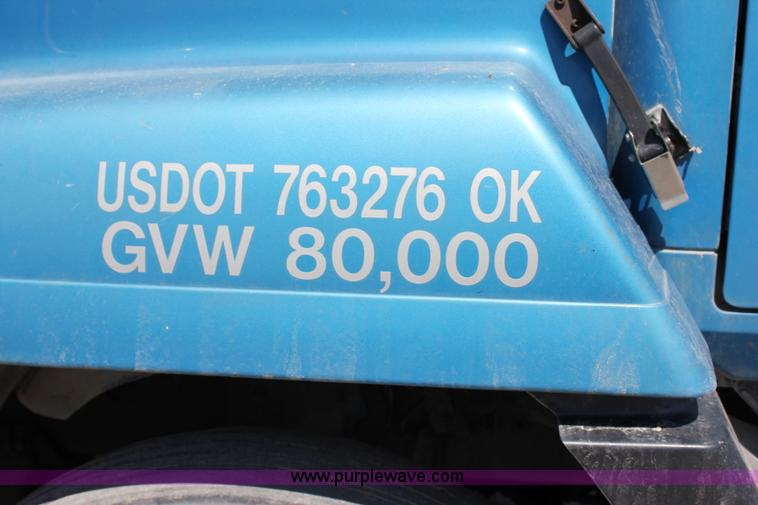 USDOT 763276 OK
GVW 80,000
www.purplewave.com